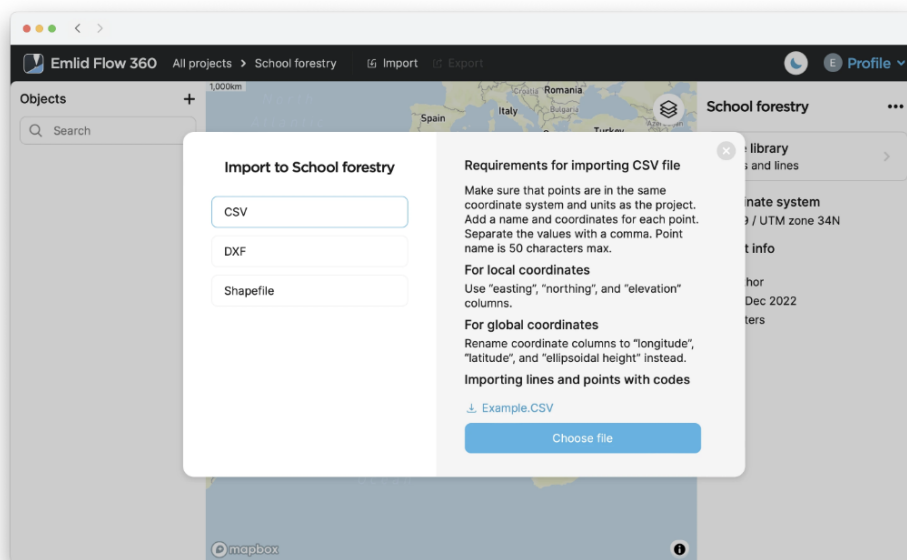 Emlid Flow 360 All projects > School forestry Import Export
E Profile
Objects +
Search
1,000km
North
Croatia Romania
Spain
Italy
Bulgaria
Turkey
School forestry
library
s and lines
inate system
9 / UTM zone 34N
t info
hor
Dec 2022
ters
Import to School forestry
CSV
DXF
Shapefile
Requirements for importing CSV file
Make sure that points are in the same
coordinate system and units as the project.
Add a name and coordinates for each point.
Separate the values with a comma. Point
name is 50 characters max.
For local coordinates
Use “easting”, “northing”, and “elevation”
columns.
For global coordinates
Rename coordinate columns to “longitude”,
“latitude”, and “ellipsoidal height” instead.
Importing lines and points with codes
Example.CSV
Choose file
mapbox